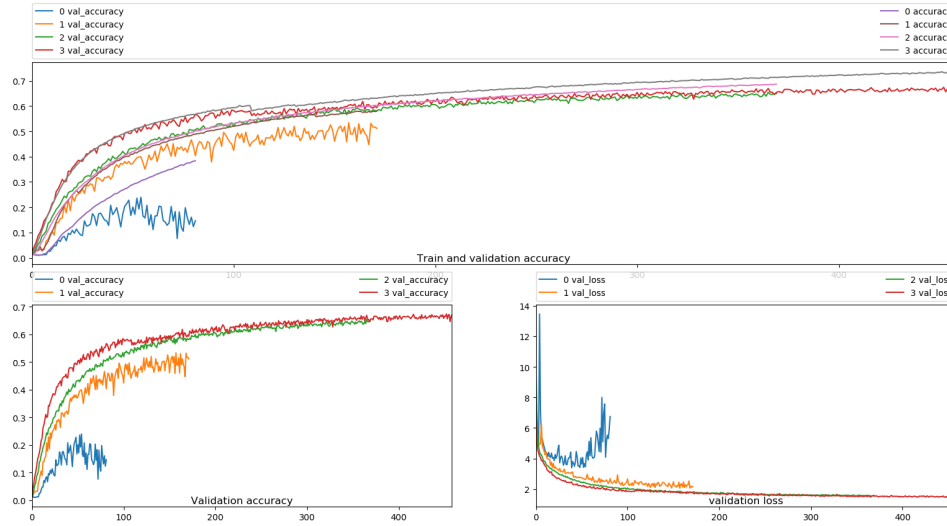 0 val_accuracy
1 val_accuracy
2 val_accuracy
3 val_accuracy
0 accurac
1 accurac
2 accurac
3 accurac
0.7
0.6
0.5
0.4
0.3
0.2
0.1
0.0
0 100 200 300 400
Train and validation accuracy
0 val_accuracy 2 val_accuracy
1 val_accuracy 3 val_accuracy
0.7
0.6
0.5
0.4
0.3
0.2
0.1
0.0
0 100 200 300 400
Validation accuracy
0 val_loss 2 val_loss
1 val_loss 3 val_loss
14
12
10
8
6
4
2
0 100 200 300 400
validation loss